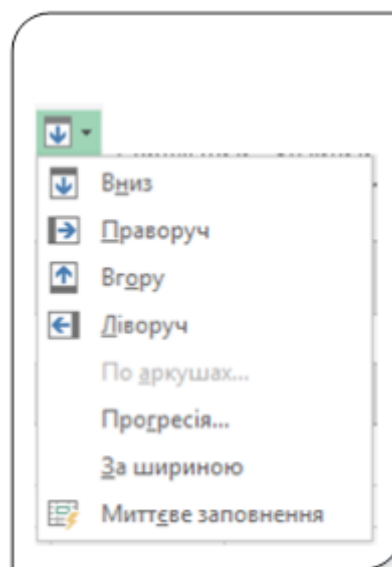 Вниз
Праворуч
Вгору
Ліворуч
По аркушах...
Прогресія...
За шириною
Миттєве заповнення